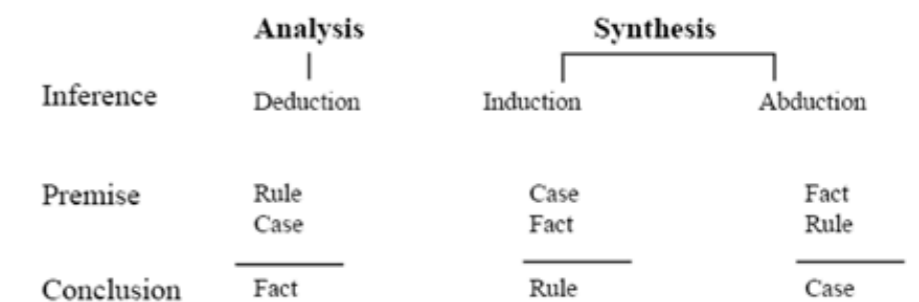 Analysis Synthesis
Inference Deduction Induction Abduction
Premise Rule Case Fact
Case Fact Rule
Conclusion Fact Rule Case